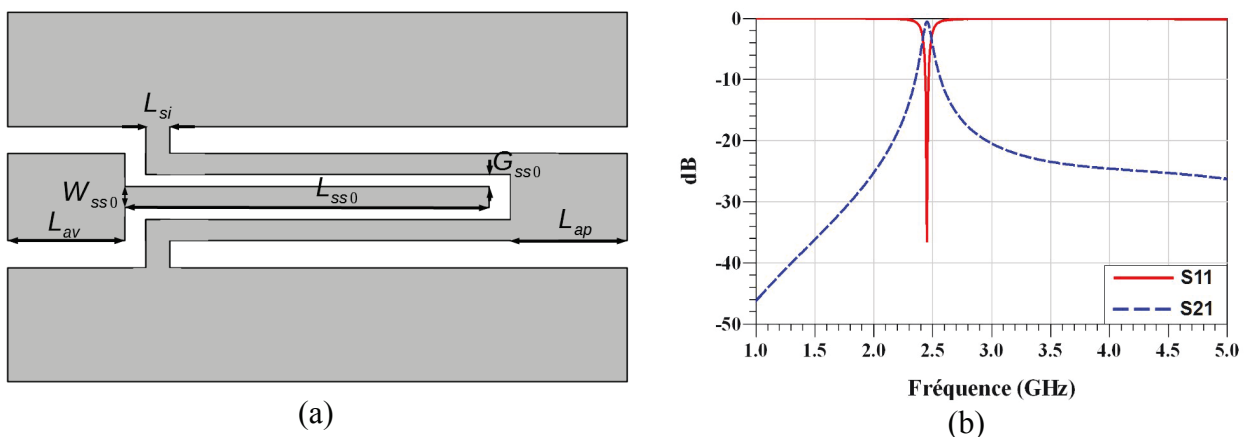 L_si
G_ss0
W_ss0
L_ss0
L_av
L_ap
(a)
0
-10
-20
-30
-40
-50
dB
1.0 1.5 2.0 2.5 3.0 3.5 4.0 4.5 5.0
Fréquence (GHz)
S11
S21
(b)